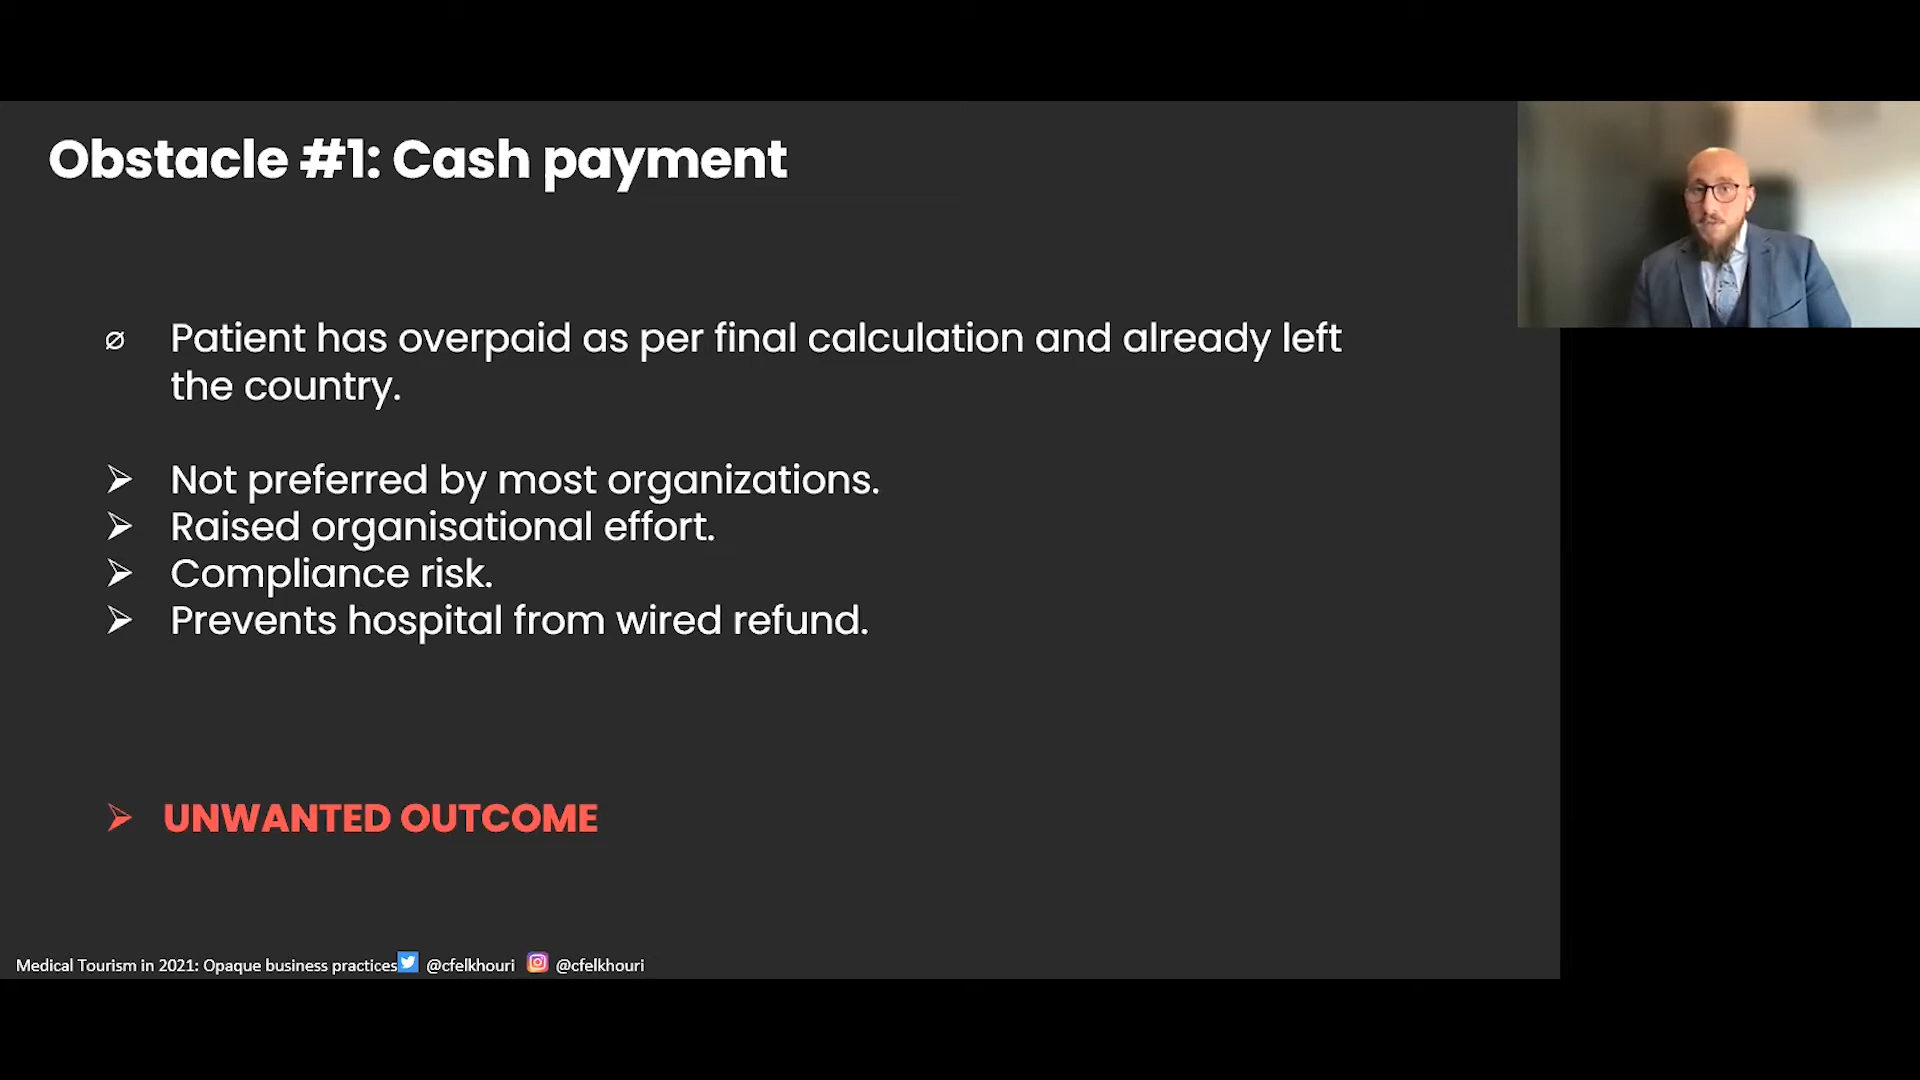 Obstacle #1: Cash payment
Patient has overpaid as per final calculation and already left
the country.
Not preferred by most organizations.
Raised organisational effort.
Compliance risk.
Prevents hospital from wired refund.
UNWANTED OUTCOME
Medical Tourism in 2021: Opaque business practices @cfelkhouri @cfelkhouri